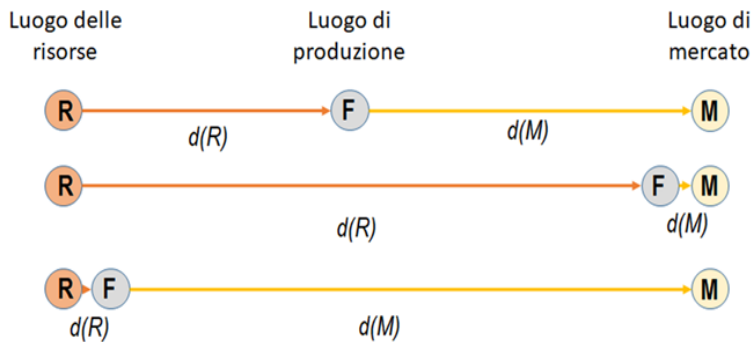 Luogo delle
risorse
Luogo di
produzione
Luogo di
mercato
R F M
d(R) d(M)
R F M
d(R) d(M)
R F M
d(R) d(M)